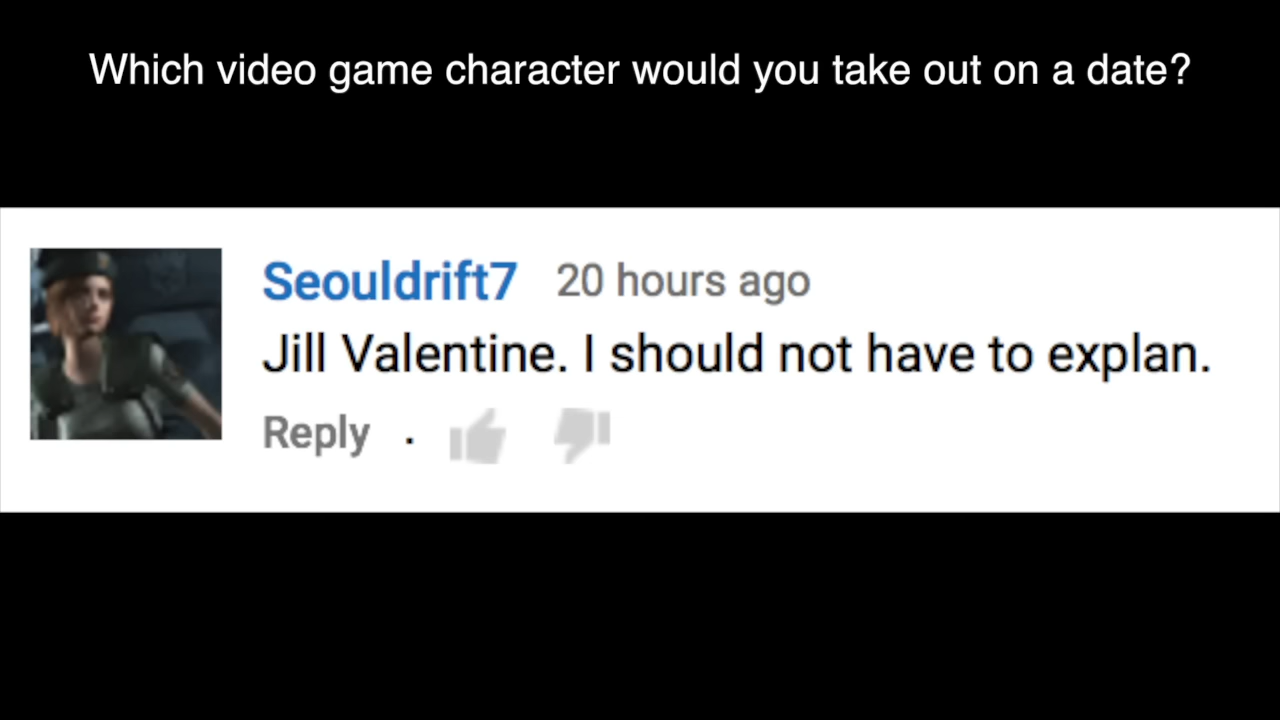 Which video game character would you take out on a date?
Seouldrift7 20 hours ago
Jill Valentine. I should not have to explan.
Reply .